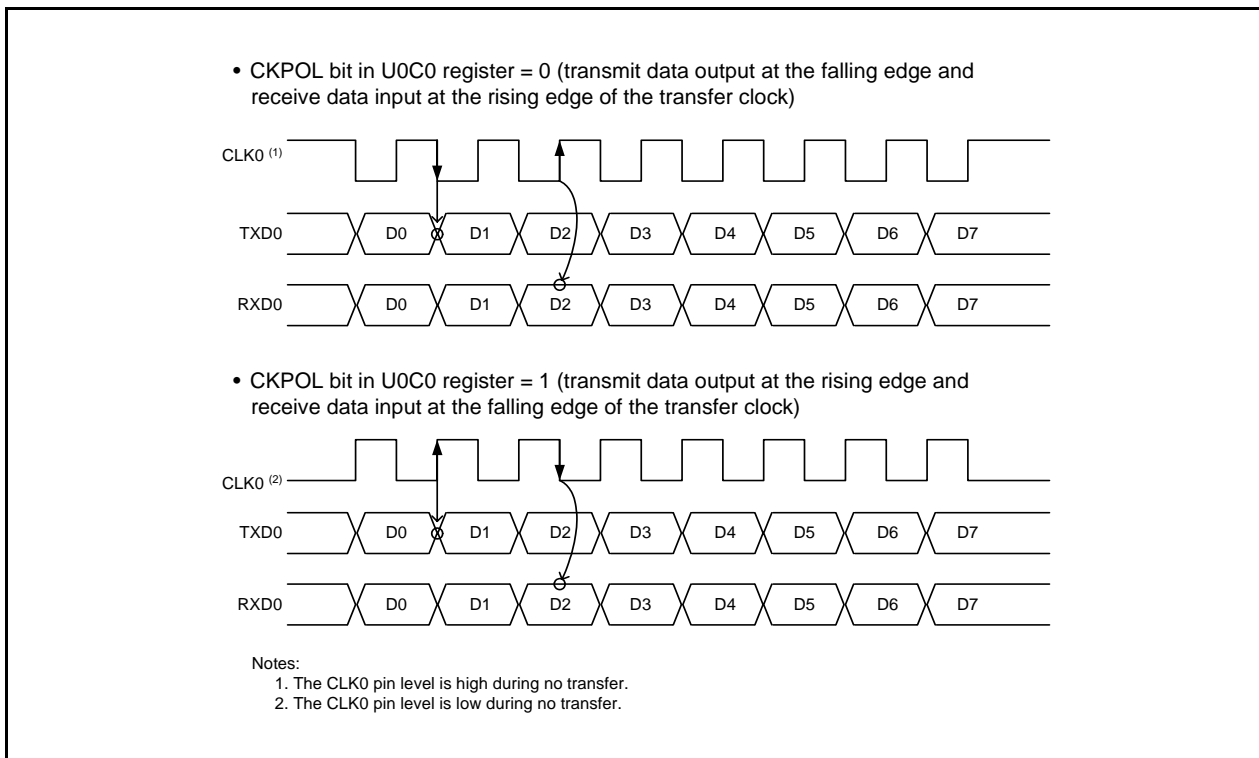 • CKPOL bit in U0C0 register = 0 (transmit data output at the falling edge and
receive data input at the rising edge of the transfer clock)
CLK0 (1)
TXD0 D0 D1 D2 D3 D4 D5 D6 D7
RXD0 D0 D1 D2 D3 D4 D5 D6 D7
• CKPOL bit in U0C0 register = 1 (transmit data output at the rising edge and
receive data input at the falling edge of the transfer clock)
CLK0 (2)
TXD0 D0 D1 D2 D3 D4 D5 D6 D7
RXD0 D0 D1 D2 D3 D4 D5 D6 D7
Notes:
1. The CLK0 pin level is high during no transfer.
2. The CLK0 pin level is low during no transfer.